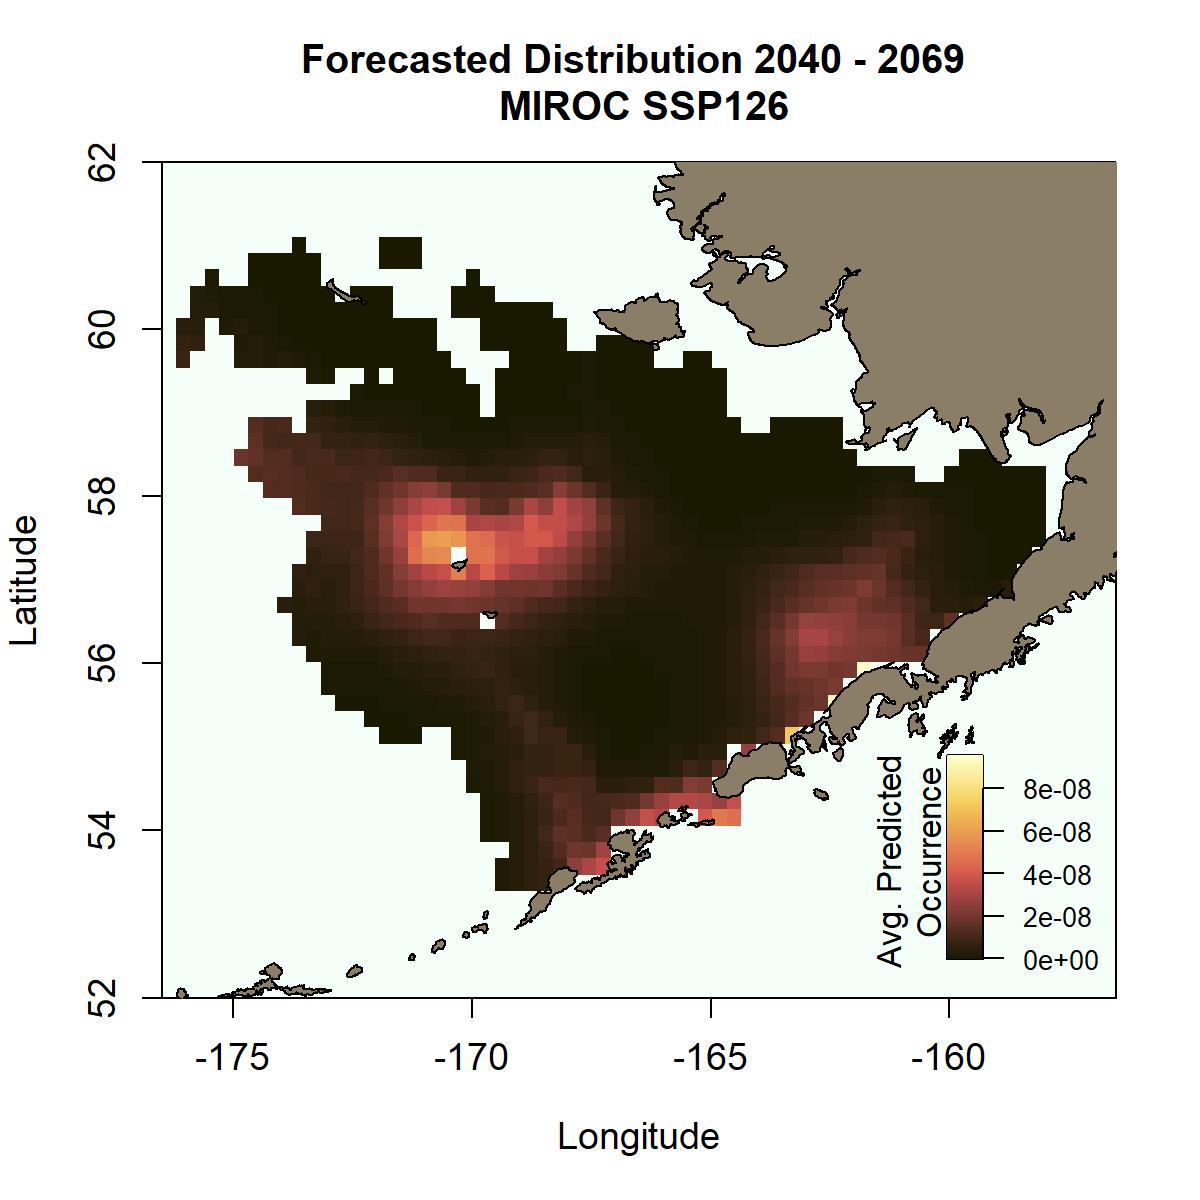 Forecasted Distribution 2040 - 2069
MIROC SSP126
62
60
58
56
54
52
Latitude
-175
-170
-165
-160
Longitude
Avg. Predicted
Occurrence
8e-08
6e-08
4e-08
2e-08
0e+00